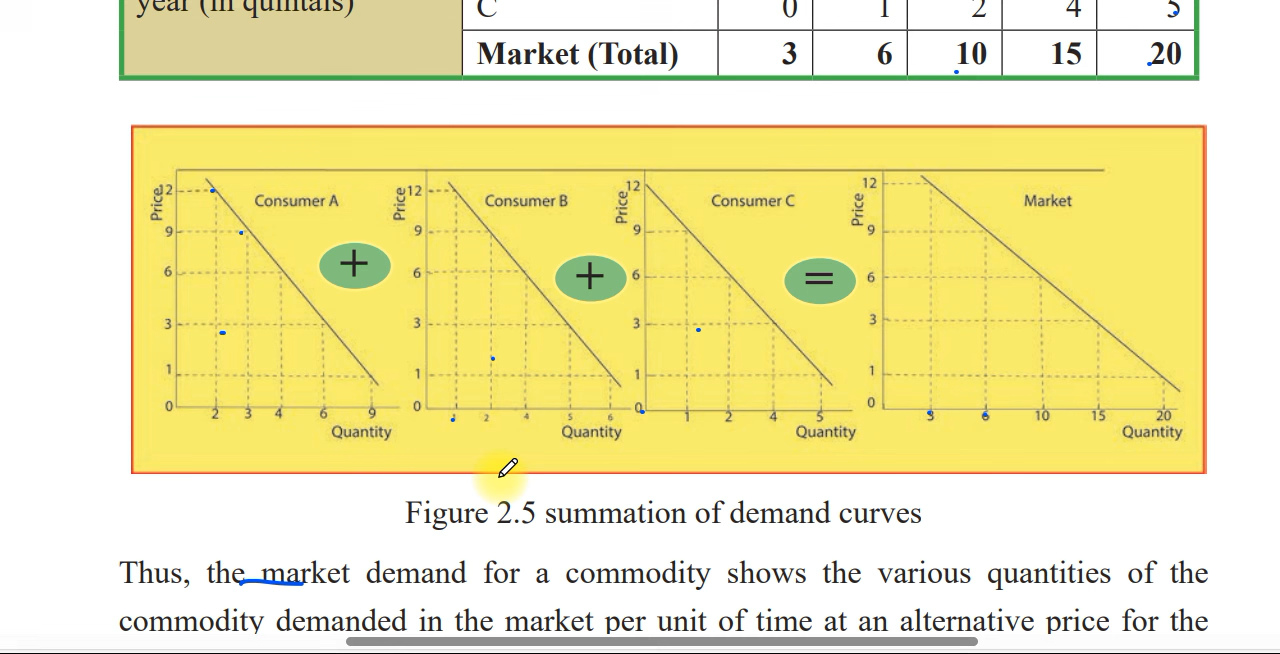 year (in quintals)
C 0 1 2 4 5
Market (Total) 3 6 10 15 20
Price 12 9 6 3 1 0
Consumer A
2 3 4 6 9
Quantity
+
Price 12 9 6 3 1 0
Consumer B
1 2 4 5 6
Quantity
+
Price 12 9 6 3 1 0
Consumer C
1 2 4 5
Quantity
=
Price 12 9 6 3 1 0
Market
3 6 10 15 20
Quantity
Figure 2.5 summation of demand curves
Thus, the market demand for a commodity shows the various quantities of the
commodity demanded in the market per unit of time at an alternative price for the